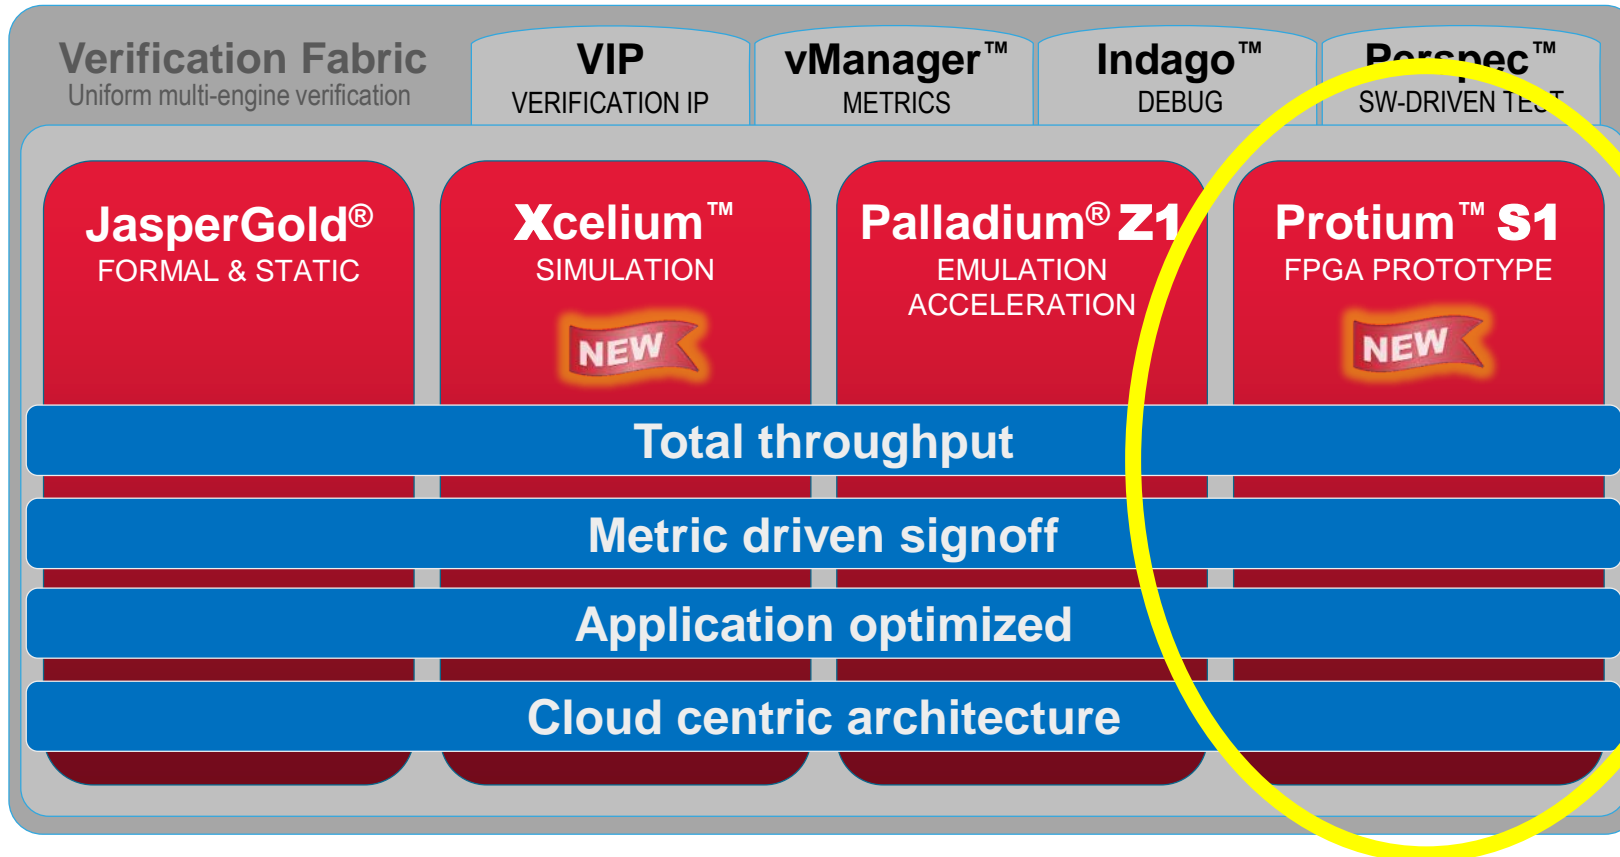 Verification Fabric
Uniform multi-engine verification
VIP
VERIFICATION IP
vManager™
METRICS
Indago™
DEBUG
Perspec™
SW-DRIVEN TEST
JasperGold®
FORMAL & STATIC
Xcelium™
SIMULATION
NEW
Palladium® Z1
EMULATION
ACCELERATION
Protium™ S1
FPGA PROTOTYPE
NEW
Total throughput
Metric driven signoff
Application optimized
Cloud centric architecture